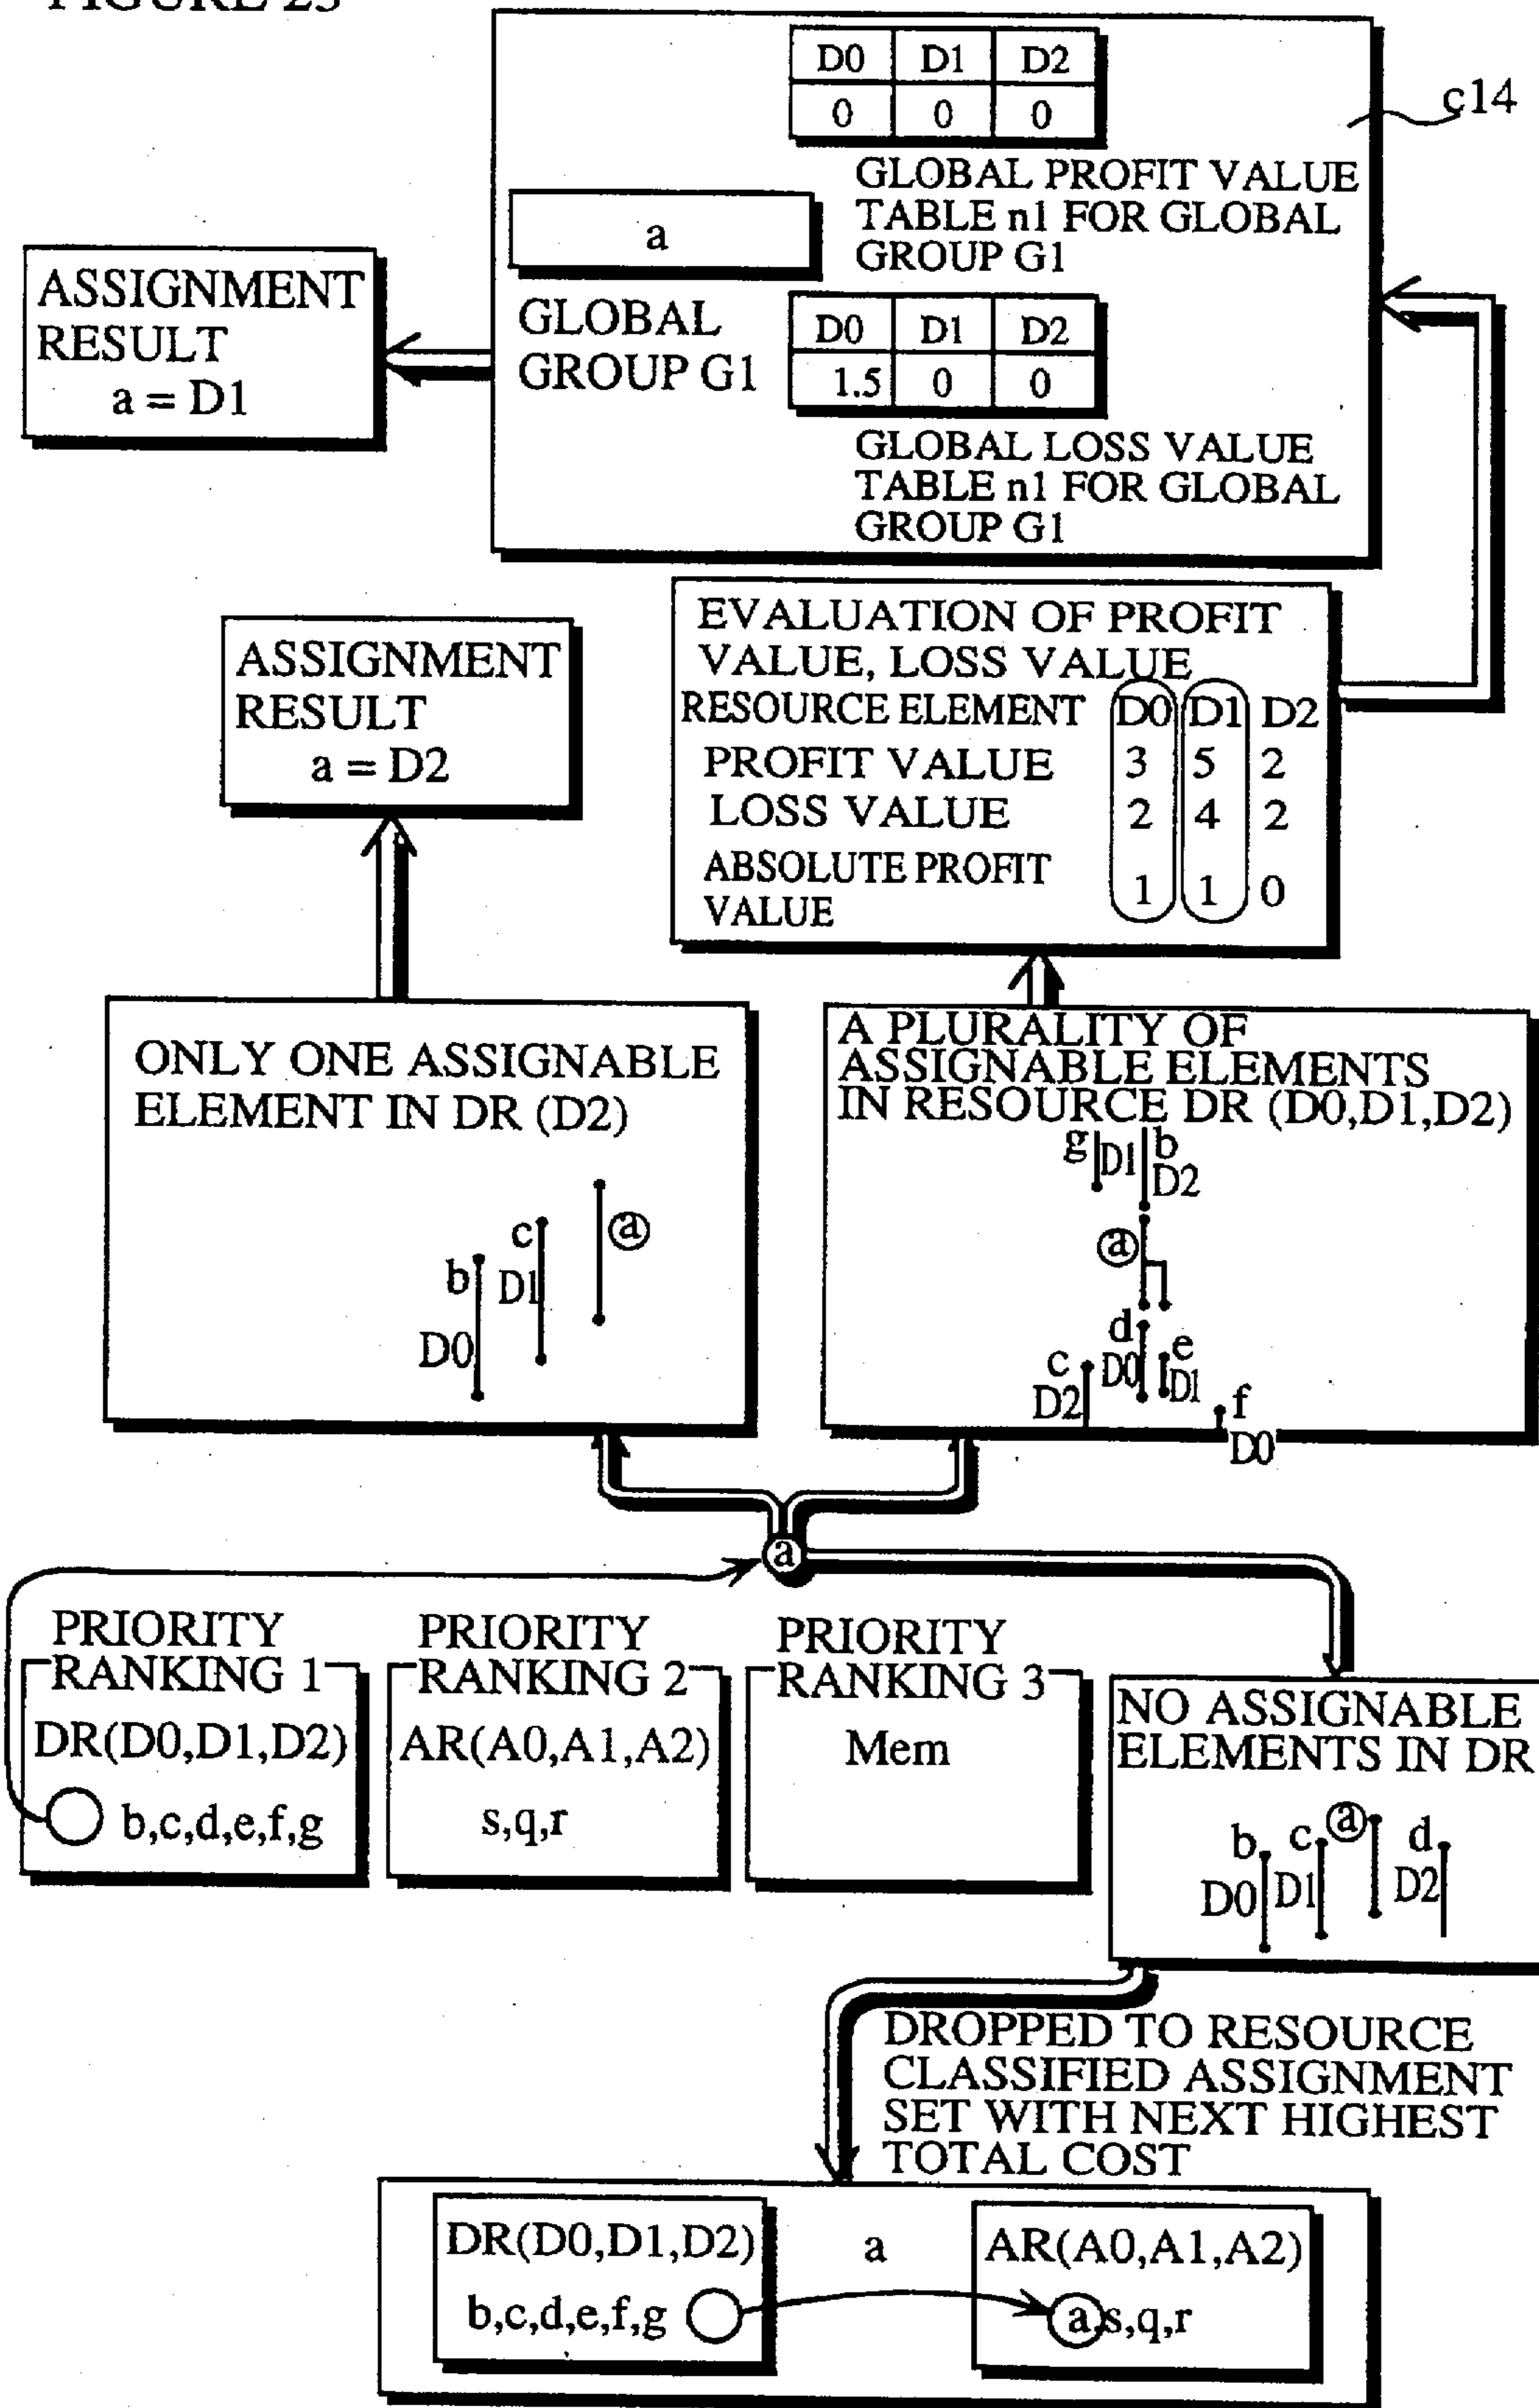 FIGURE 23
D0 D1 D2
0 0 0
c14
GLOBAL PROFIT VALUE
TABLE n1 FOR GLOBAL
GROUP G1
a
GLOBAL
GROUP G1
D0 D1 D2
1.5 0 0
GLOBAL LOSS VALUE
TABLE n1 FOR GLOBAL
GROUP G1
ASSIGNMENT
RESULT
a = D1
ASSIGNMENT
RESULT
a = D2
EVALUATION OF PROFIT
VALUE, LOSS VALUE
RESOURCE ELEMENT D0 D1 D2
PROFIT VALUE 3 5 2
LOSS VALUE 2 4 2
ABSOLUTE PROFIT
VALUE 1 1 0
ONLY ONE ASSIGNABLE
ELEMENT IN DR (D2)
a
c
b
D1
D0
A PLURALITY OF
ASSIGNABLE ELEMENTS
IN RESOURCE DR (D0,D1,D2)
g D1 b
D2
a
d
c D0 e
D2 D1
f
D0
a
PRIORITY
RANKING 1
DR(D0,D1,D2)
b,c,d,e,f,g
PRIORITY
RANKING 2
AR(A0,A1,A2)
s,q,r
PRIORITY
RANKING 3
Mem
NO ASSIGNABLE
ELEMENTS IN DR
b c a d
D0 D1 D2
DROPPED TO RESOURCE
CLASSIFIED ASSIGNMENT
SET WITH NEXT HIGHEST
TOTAL COST
DR(D0,D1,D2) a AR(A0,A1,A2)
b,c,d,e,f,g a,s,q,r